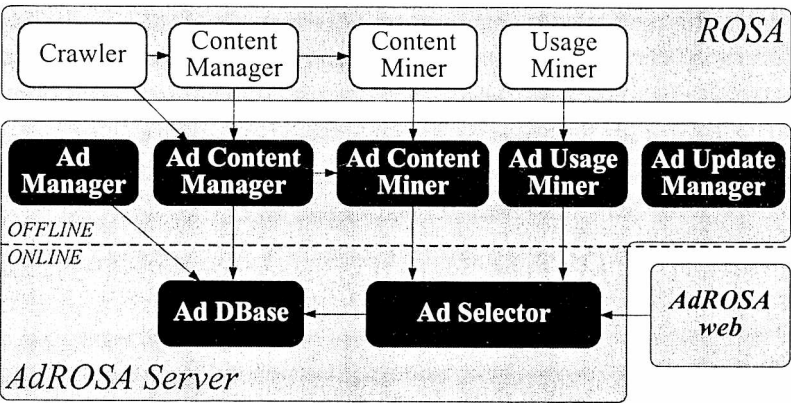 ROSA
Crawler
Content
Manager
Content
Miner
Usage
Miner
Ad
Manager
Ad Content
Manager
Ad Content
Miner
Ad Usage
Miner
Ad Update
Manager
OFFLINE
ONLINE
Ad DBase
Ad Selector
AdROSA
web
AdROSA Server